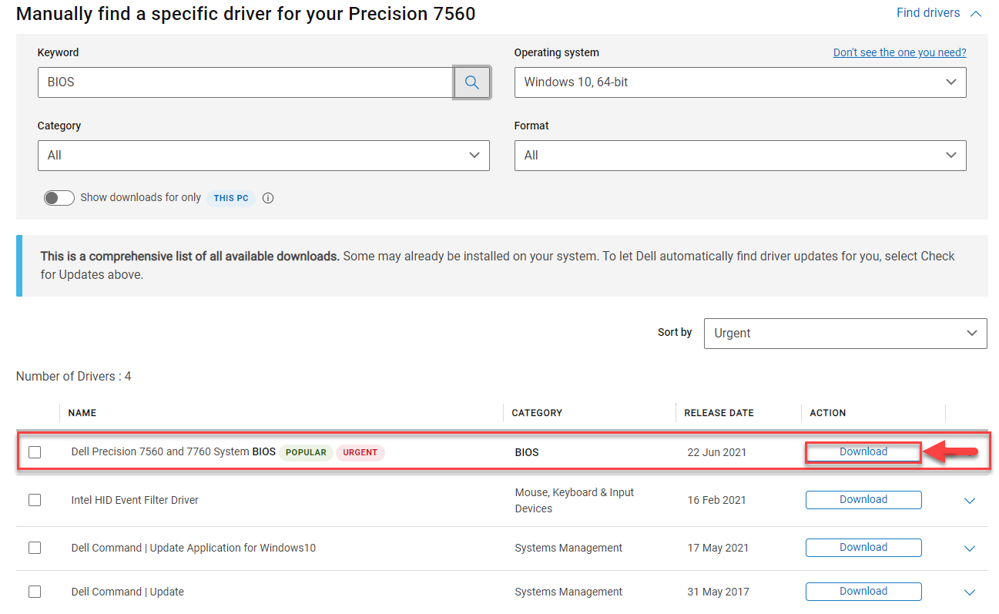 Manually find a specific driver for your Precision 7560
Find drivers
Keyword
Operating system
Don't see the one you need?
BIOS
Windows 10, 64-bit
Category
Format
All
All
Show downloads for only THIS PC
This is a comprehensive list of all available downloads. Some may already be installed on your system. To let Dell automatically find driver updates for you, select Check
for Updates above.
Sort by
Urgent
Number of Drivers : 4
NAME CATEGORY RELEASE DATE ACTION
Dell Precision 7560 and 7760 System BIOS POPULAR URGENT BIOS 22 Jun 2021 Download
Intel HID Event Filter Driver Mouse, Keyboard & Input 16 Feb 2021 Download
Devices
Dell Command | Update Application for Windows10 Systems Management 17 May 2021 Download
Dell Command | Update Systems Management 31 May 2017 Download